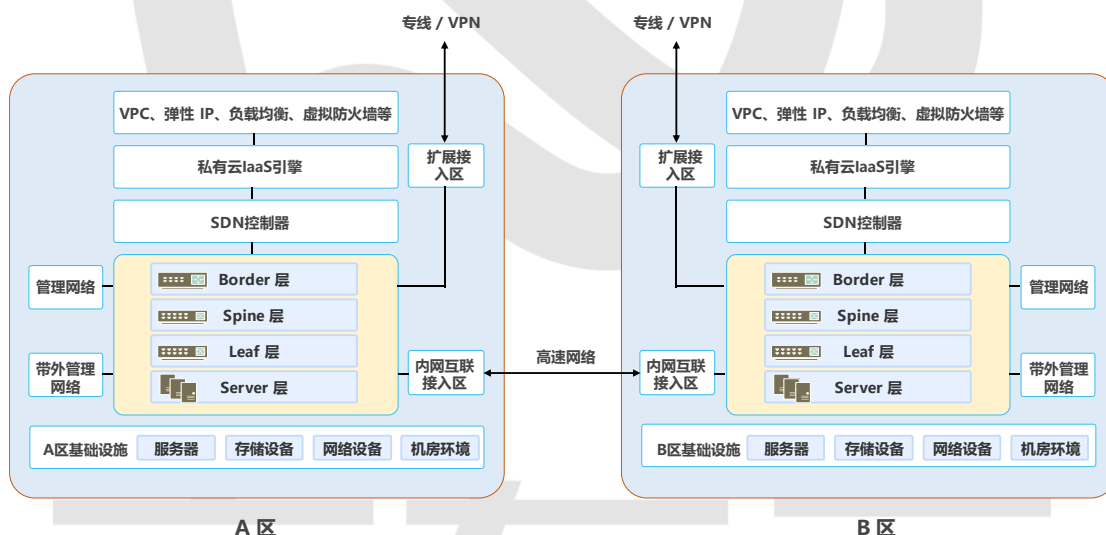 专线 / VPN
VPC、弹性 IP、负载均衡、虚拟防火墙等
私有云IaaS引擎
扩展接
入区
SDN控制器
管理网络
Border 层
Spine 层
Leaf 层
Server 层
带外管理
网络
内网互联
接入区
A区基础设施
服务器
存储设备
网络设备
机房环境
A 区
高速网络
专线 / VPN
VPC、弹性 IP、负载均衡、虚拟防火墙等
扩展接
入区
私有云IaaS引擎
SDN控制器
Border 层
Spine 层
Leaf 层
Server 层
管理网络
内网互联
接入区
带外管理
网络
B区基础设施
服务器
存储设备
网络设备
机房环境
B 区